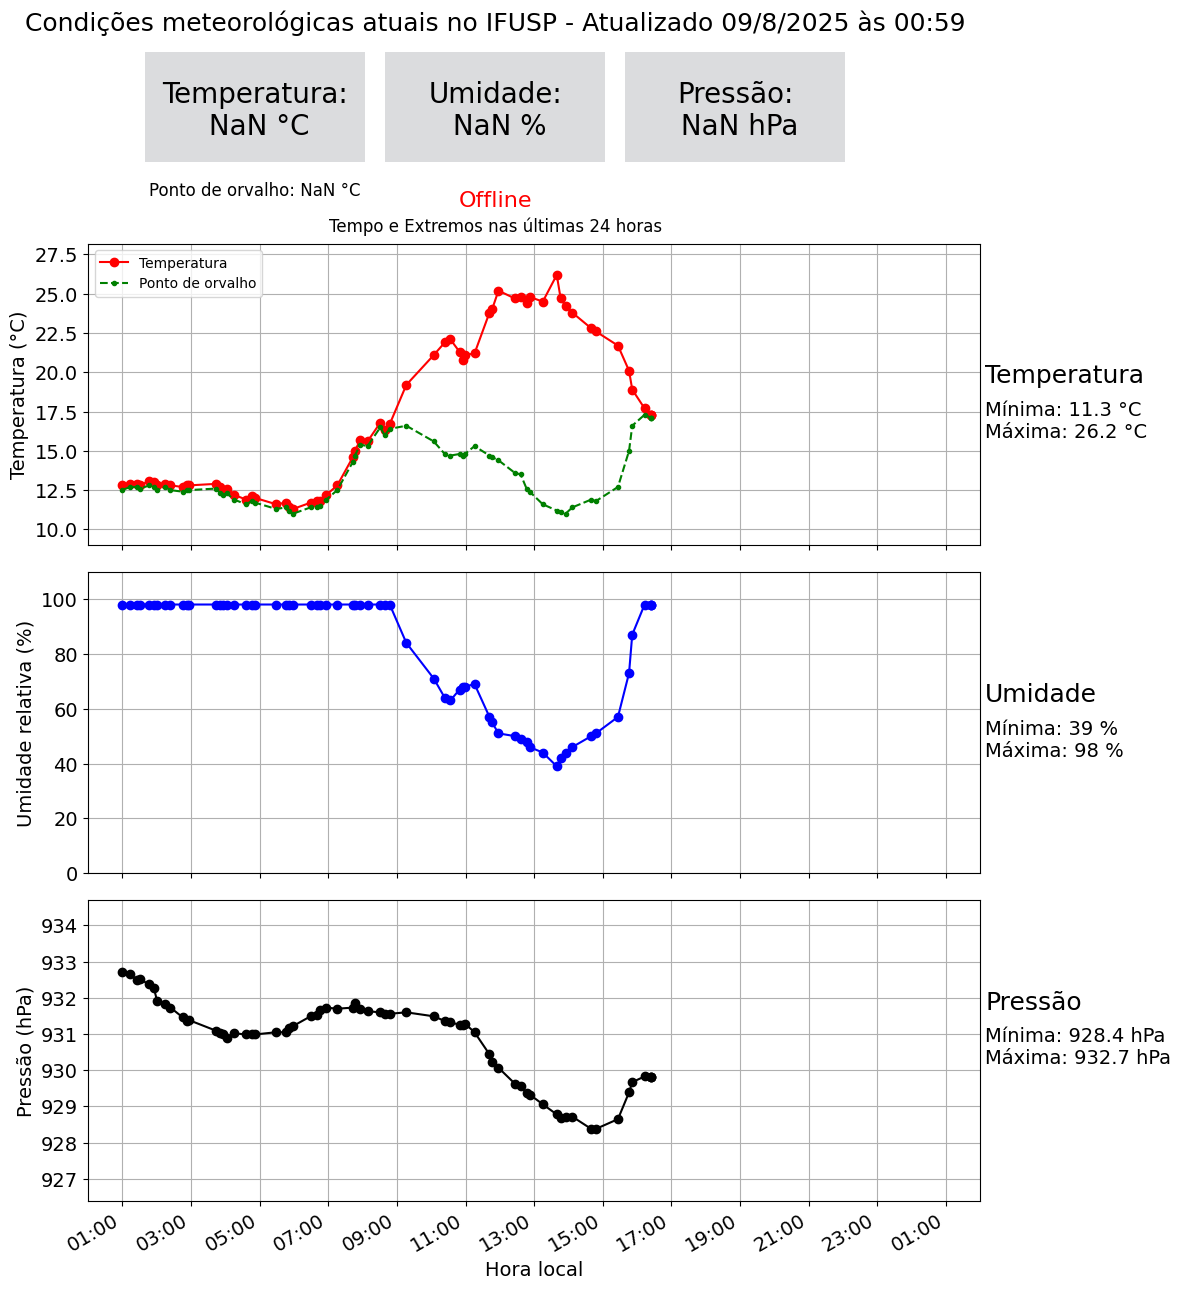 Condições meteorológicas atuais no IFUSP - Atualizado 09/8/2025 às 00:59
Temperatura:
NaN °C
Umidade:
NaN %
Pressão:
NaN hPa
Ponto de orvalho: NaN °C
Offline
Tempo e Extremos nas últimas 24 horas
Temperatura (°C)
27.5
25.0
22.5
20.0
17.5
15.0
12.5
10.0
Temperatura
Ponto de orvalho
Temperatura
Mínima: 11.3 °C
Máxima: 26.2 °C
Umidade relativa (%)
100
80
60
40
20
0
Umidade
Mínima: 39 %
Máxima: 98 %
Pressão (hPa)
934
933
932
931
930
929
928
927
Pressão
Mínima: 928.4 hPa
Máxima: 932.7 hPa
01:00
03:00
05:00
07:00
09:00
11:00
13:00
15:00
17:00
19:00
21:00
23:00
01:00
Hora local